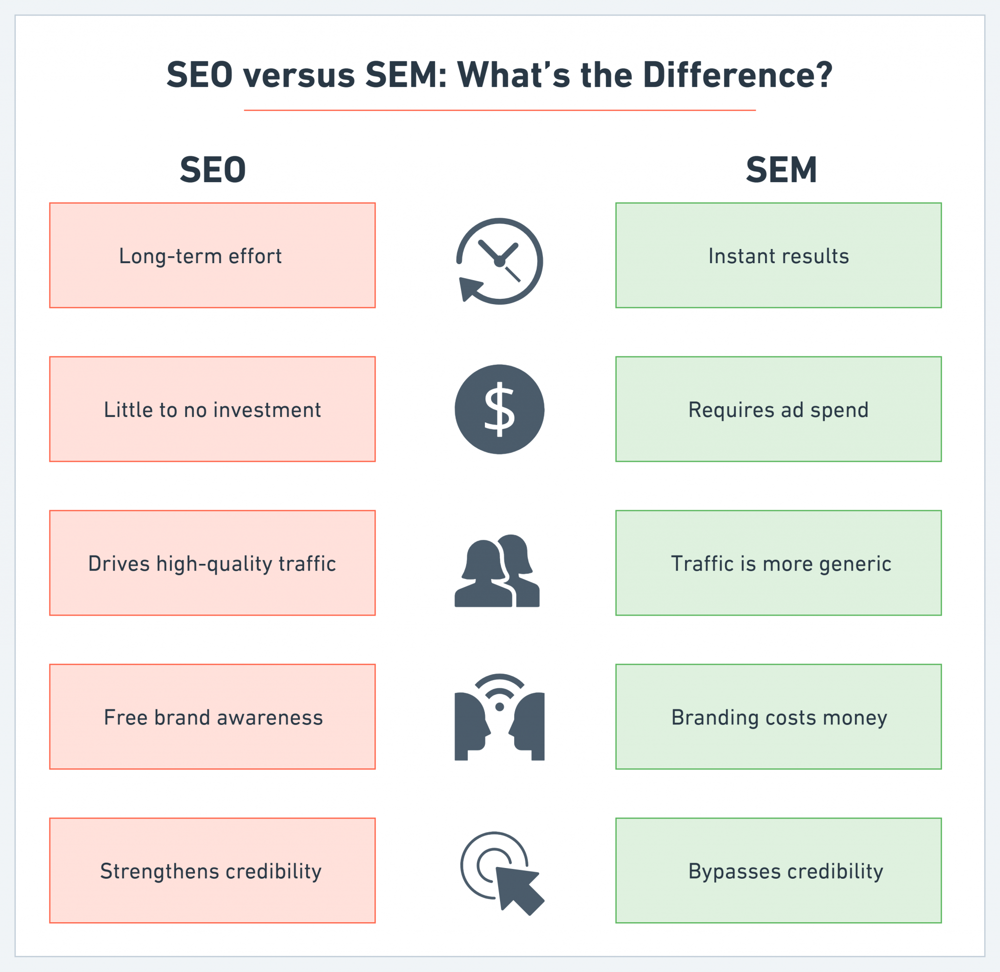 SEO versus SEM: What’s the Difference?
SEO
SEM
Long-term effort
Instant results
Little to no investment
$
Requires ad spend
Drives high-quality traffic
Traffic is more generic
Free brand awareness
Branding costs money
Strengthens credibility
Bypasses credibility